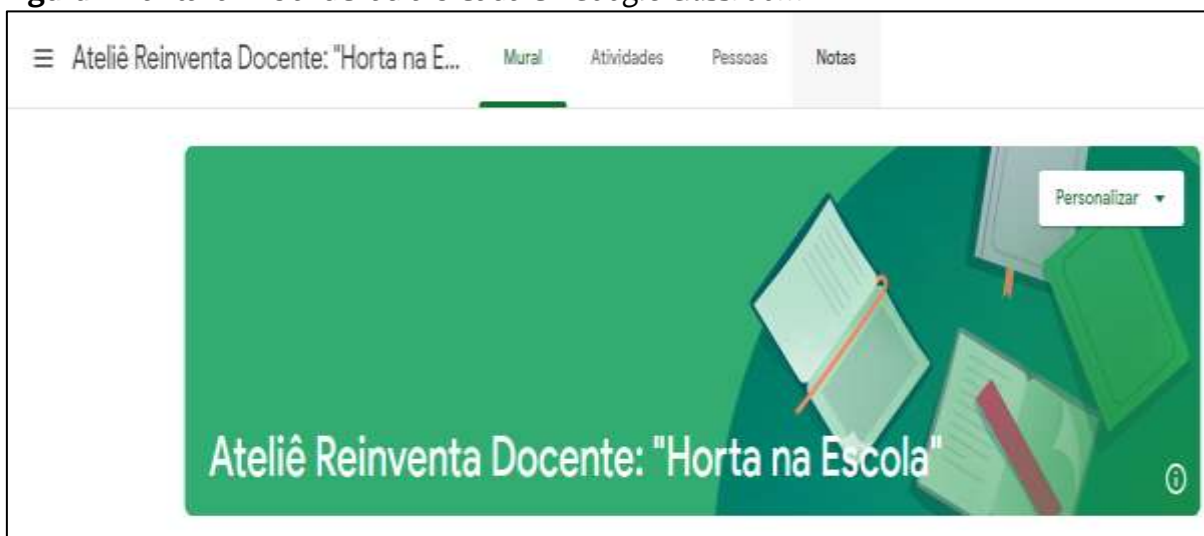 Ateliê Reinventa Docente: "Horta na E... Mural Atividades Pessoas Notas
Personalizar
Ateliê Reinventa Docente: "Horta na Escola"